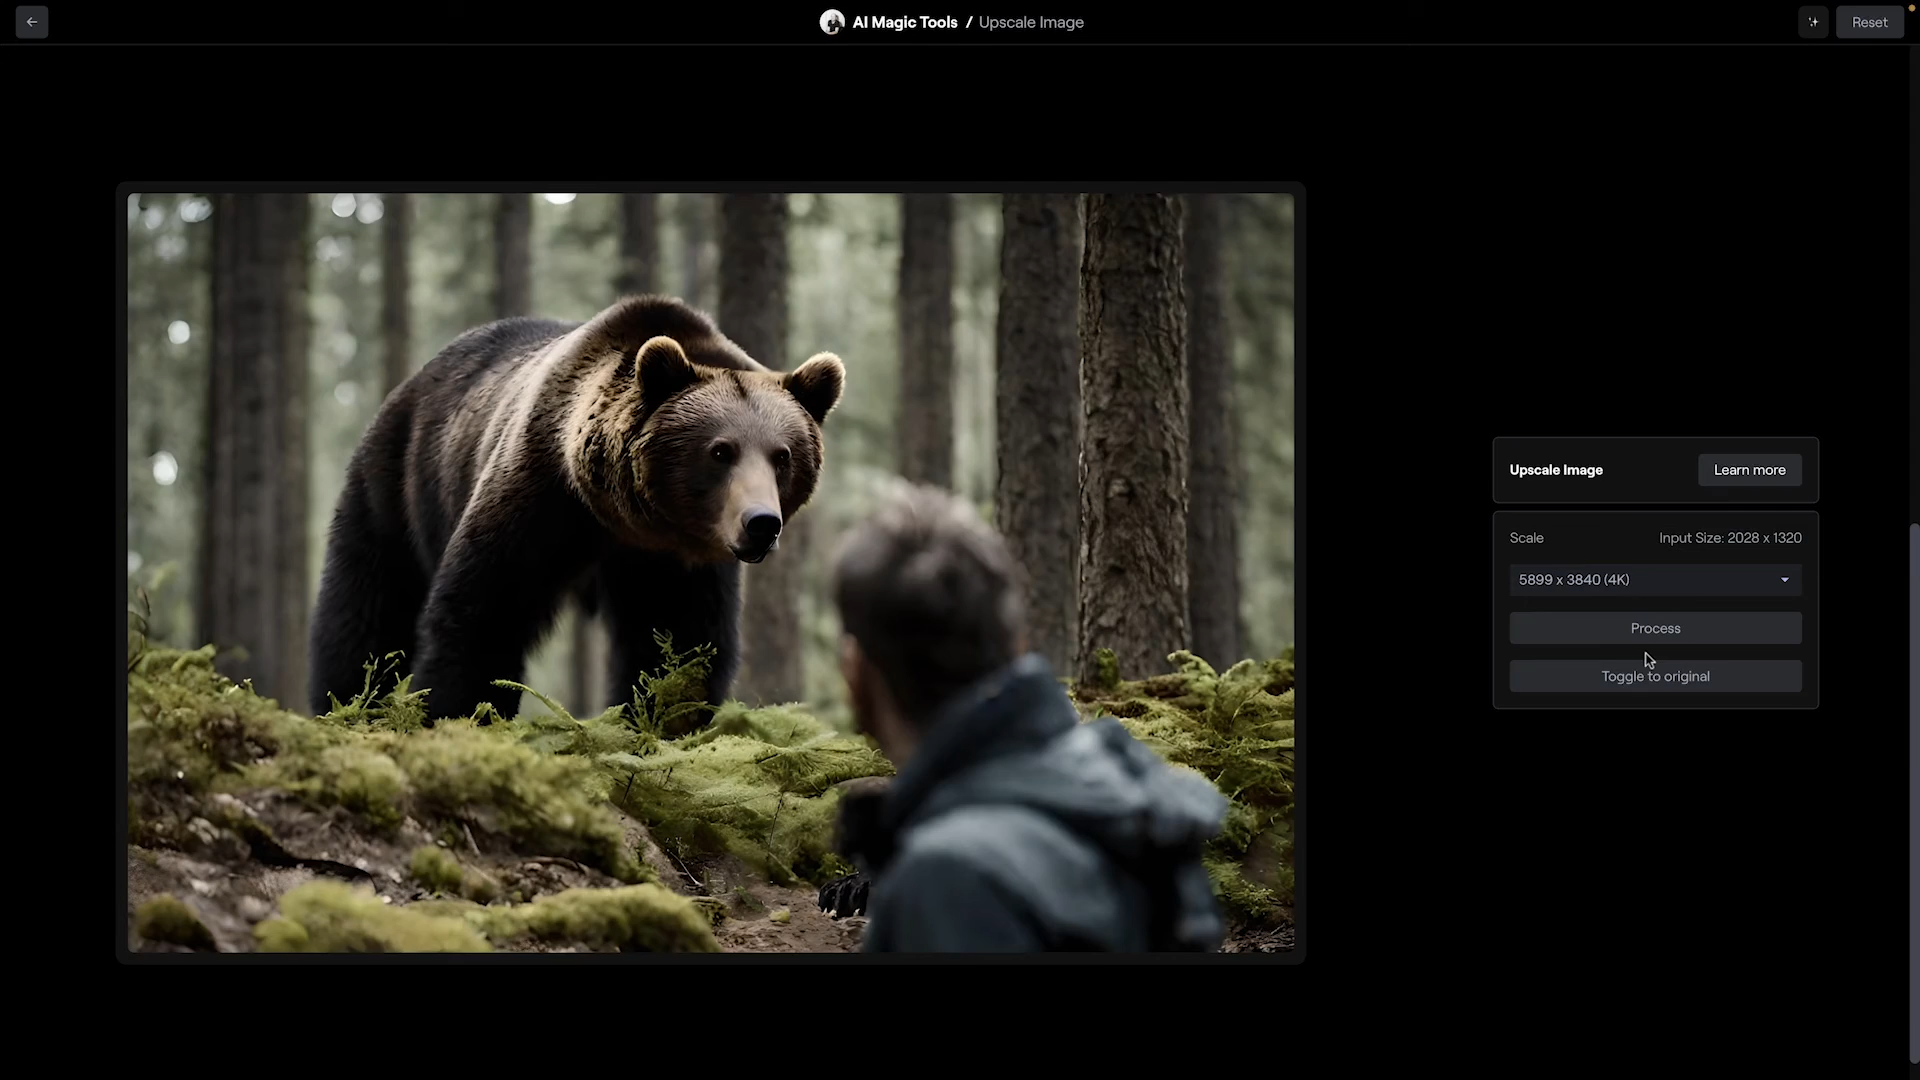 AI Magic Tools / Upscale Image
Reset
Upscale Image
Learn more
Scale
Input Size: 2028 x 1320
5899 x 3840 (4K)
Process
Toggle to original